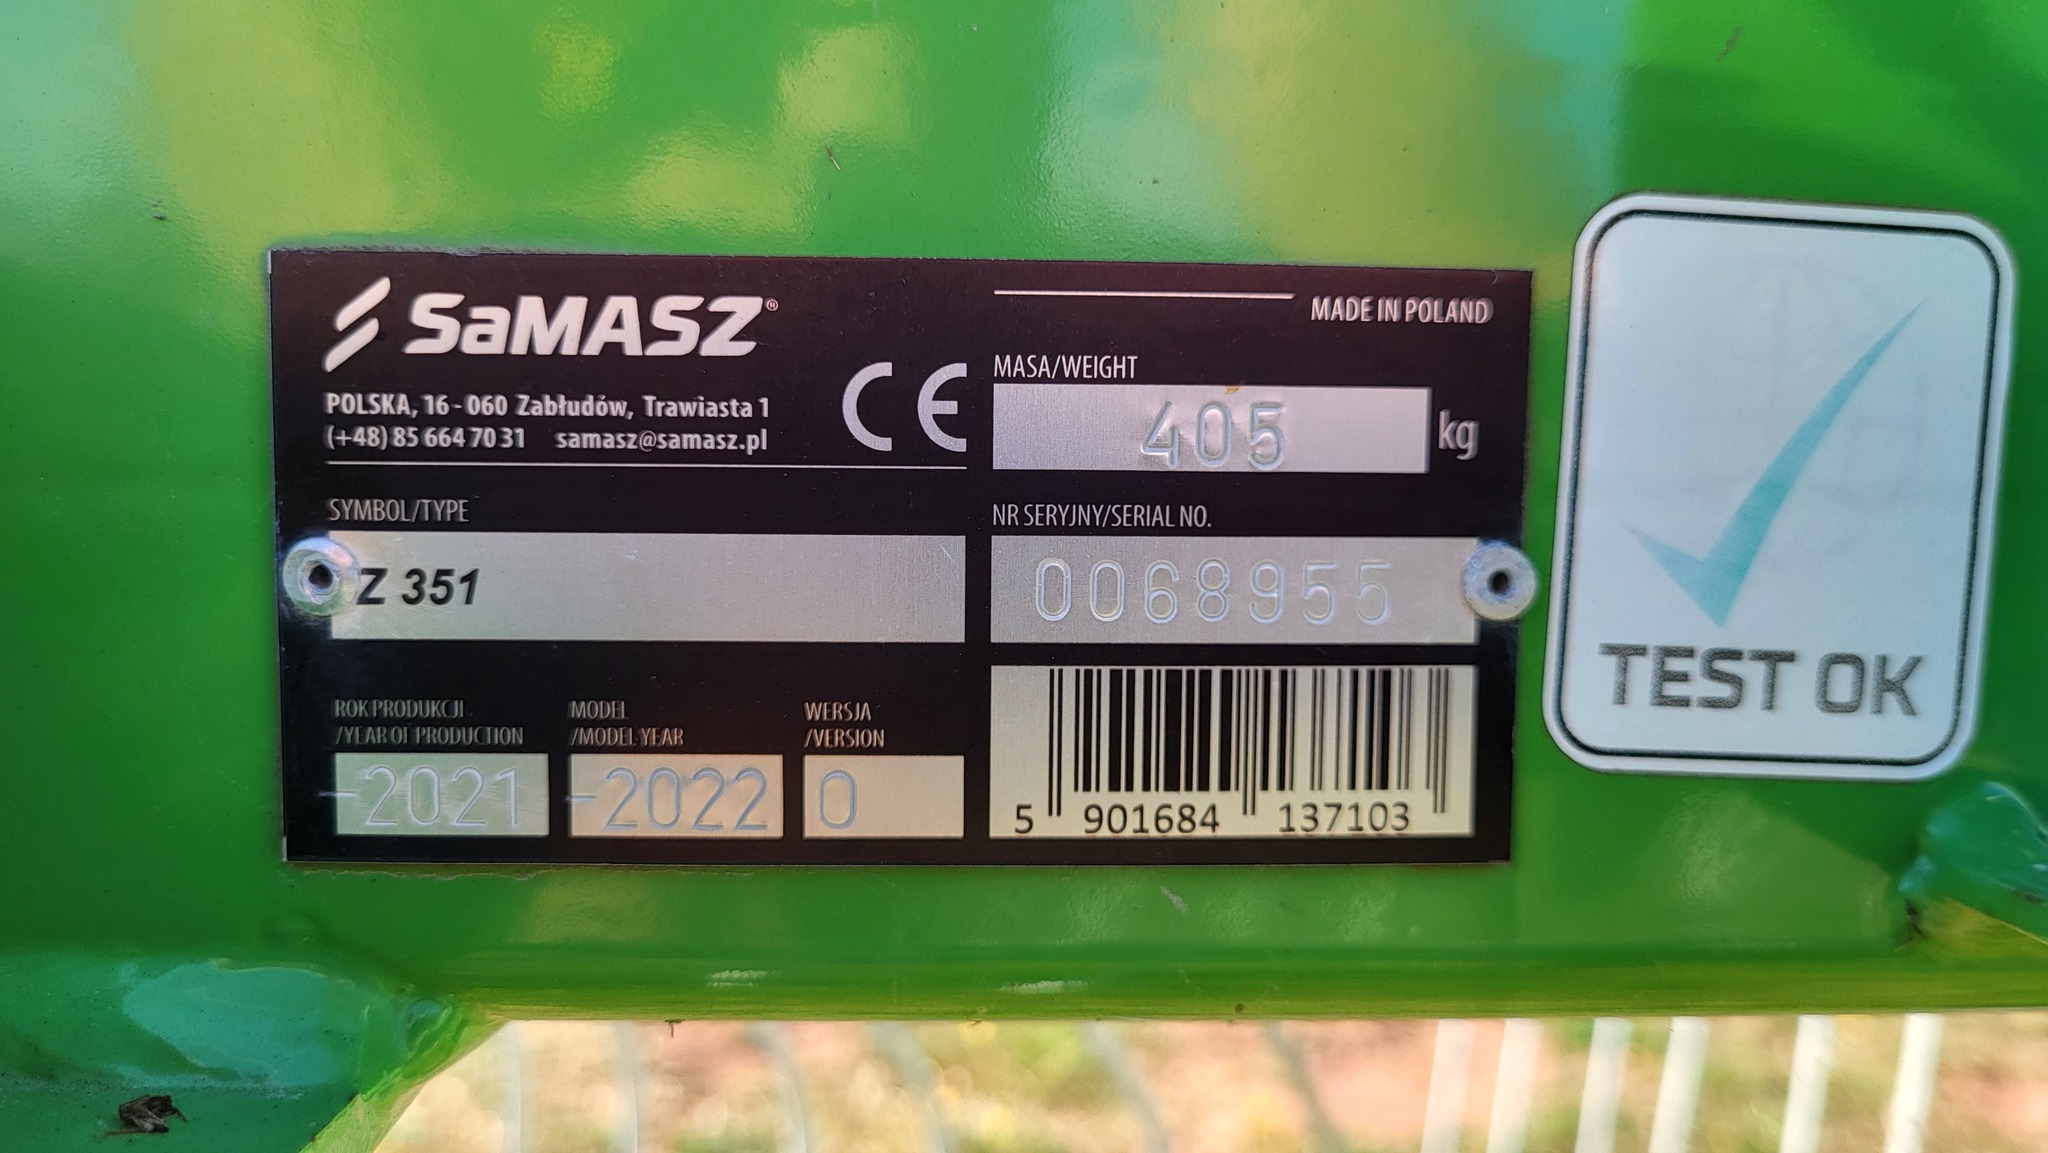 SaMASZ®
POLSKA, 16-060 Zabłudów, Trawiasta 1
(+48) 85 664 70 31 samasz@samasz.pl
CE
MADE IN POLAND
MASA/WEIGHT
405 kg
SYMBOL/TYPE
Z 351
NR SERYJNY/SERIAL NO.
0068955
ROK PRODUKCJI
/YEAR OF PRODUCTION
-2021
MODEL
/MODEL YEAR
-2022
WERSJA
/VERSION
0
5 901684 137103
TEST OK